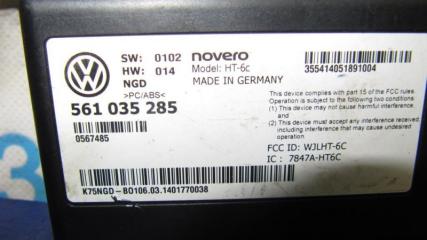 SW: 0102 novero 355414051891004
HW: 014 Model: HT-6c
NGD MADE IN GERMANY
>PC/ABS<
561 035 285
0567485
This device complies with part 15 of the FCC rules.
Operation is subject to the following two conditions:
(1) This device may not cause harmful interference,
and
(2) This device must accept any interference received,
including interference that may cause undesired
operation.
FCC ID: WJLHT-6C
IC : 7847A-HT6C
K75NGD-BO106.03.1401770038